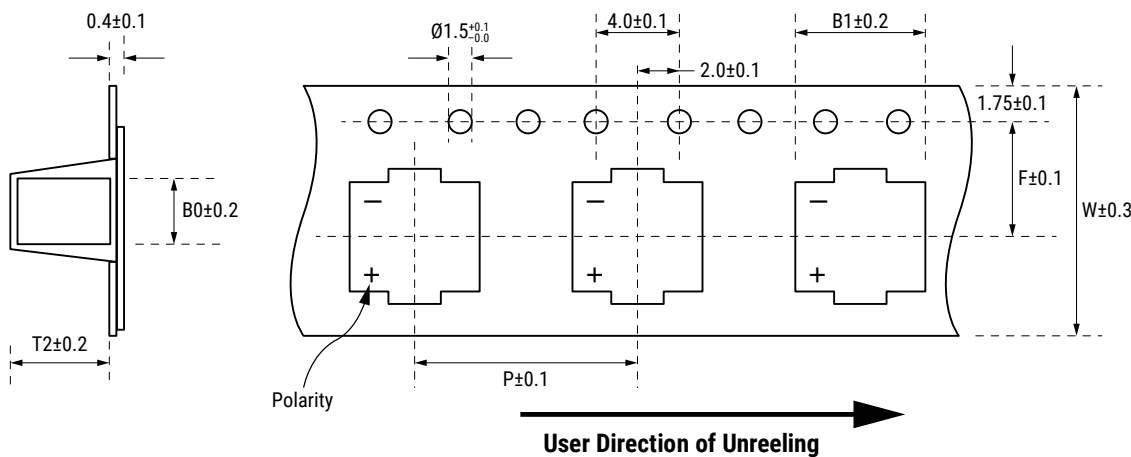 0.4±0.1
Ø1.5+0.1-0.0
4.0±0.1
B1±0.2
2.0±0.1
1.75±0.1
B0±0.2
F±0.1
W±0.3
−
−
−
+
+
+
T2±0.2
P±0.1
Polarity
User Direction of Unreeling